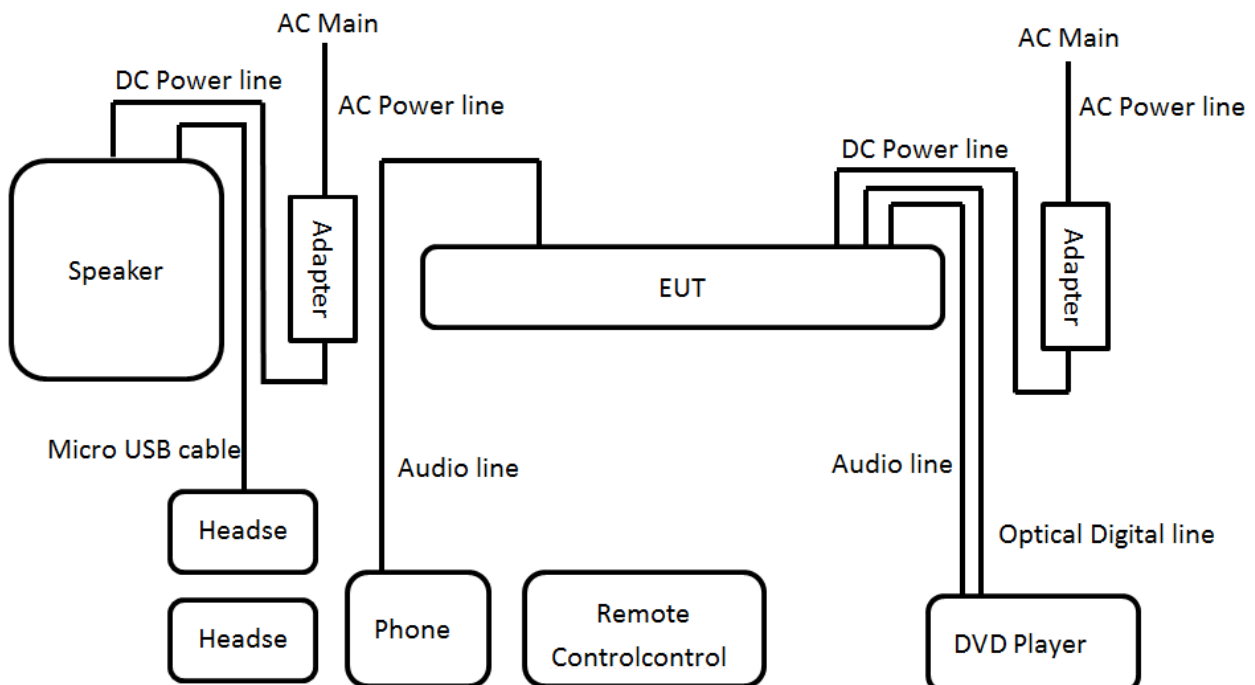 AC Main
AC Main
DC Power line
AC Power line
AC Power line
DC Power line
Adapter
Adapter
Speaker
EUT
Micro USB cable
Audio line
Audio line
Headse
Optical Digital line
Headse
Phone
Remote
Controlcontrol
DVD Player